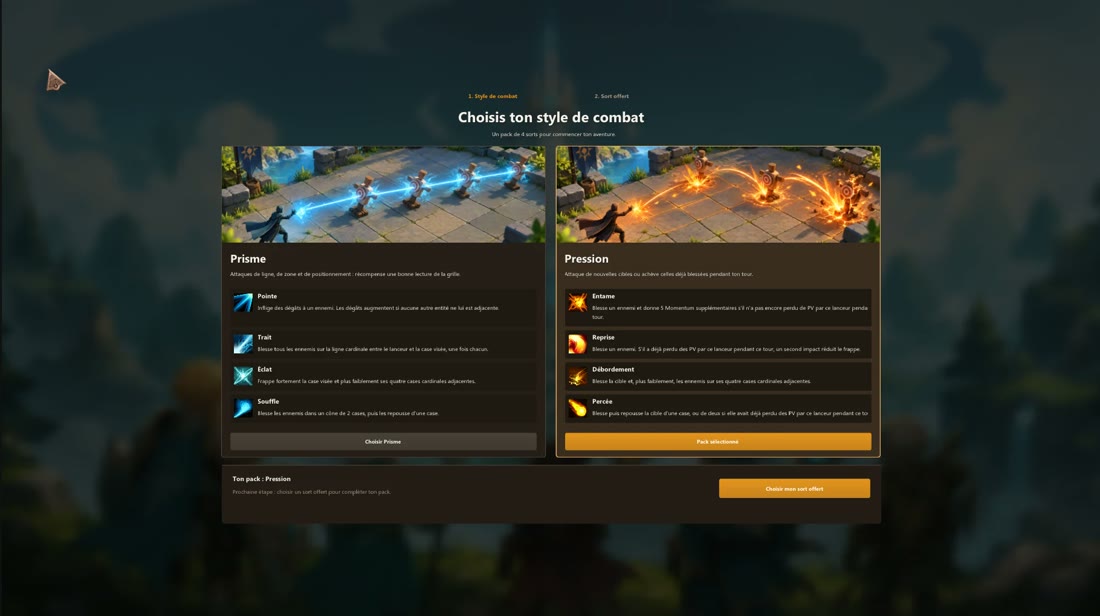 1. Style de combat
2. Sort offert
Choisis ton style de combat
Un pack de 4 sorts pour commencer ton aventure.
Prisme
Attaques de ligne, de zone et de positionnement : récompense une bonne lecture de la grille.
Pointe
Inflige des dégâts à un ennemi. Les dégâts augmentent si aucune autre entité ne lui est adjacente.
Trait
Blesse tous les ennemis sur la ligne cardinale entre le lanceur et la case visée, une fois chacun.
Éclat
Frappe fortement la case visée et plus faiblement ses quatre cases cardinales adjacentes.
Souffle
Blesse les ennemis dans un cône de 2 cases, puis les repousse d'une case.
Choisir Prisme
Pression
Attaque de nouvelles cibles ou achève celles déjà blessées pendant ton tour.
Entame
Blesse un ennemi et donne 5 Momentum supplémentaires s'il n'a pas encore perdu de PV par ce lanceur penda
tour.
Reprise
Blesse un ennemi. S'il a déjà perdu des PV par ce lanceur pendant ce tour, un second impact réduit le frappe.
Débordement
Blesse la cible et, plus faiblement, les ennemis sur ses quatre cases cardinales adjacentes.
Percée
Blesse puis repousse la cible d'une case, ou de deux si elle avait déjà perdu des PV par ce lanceur pendant ce to
Pack sélectionné
Ton pack : Pression
Prochaine étape : choisir un sort offert pour compléter ton pack.
Choisir mon sort offert